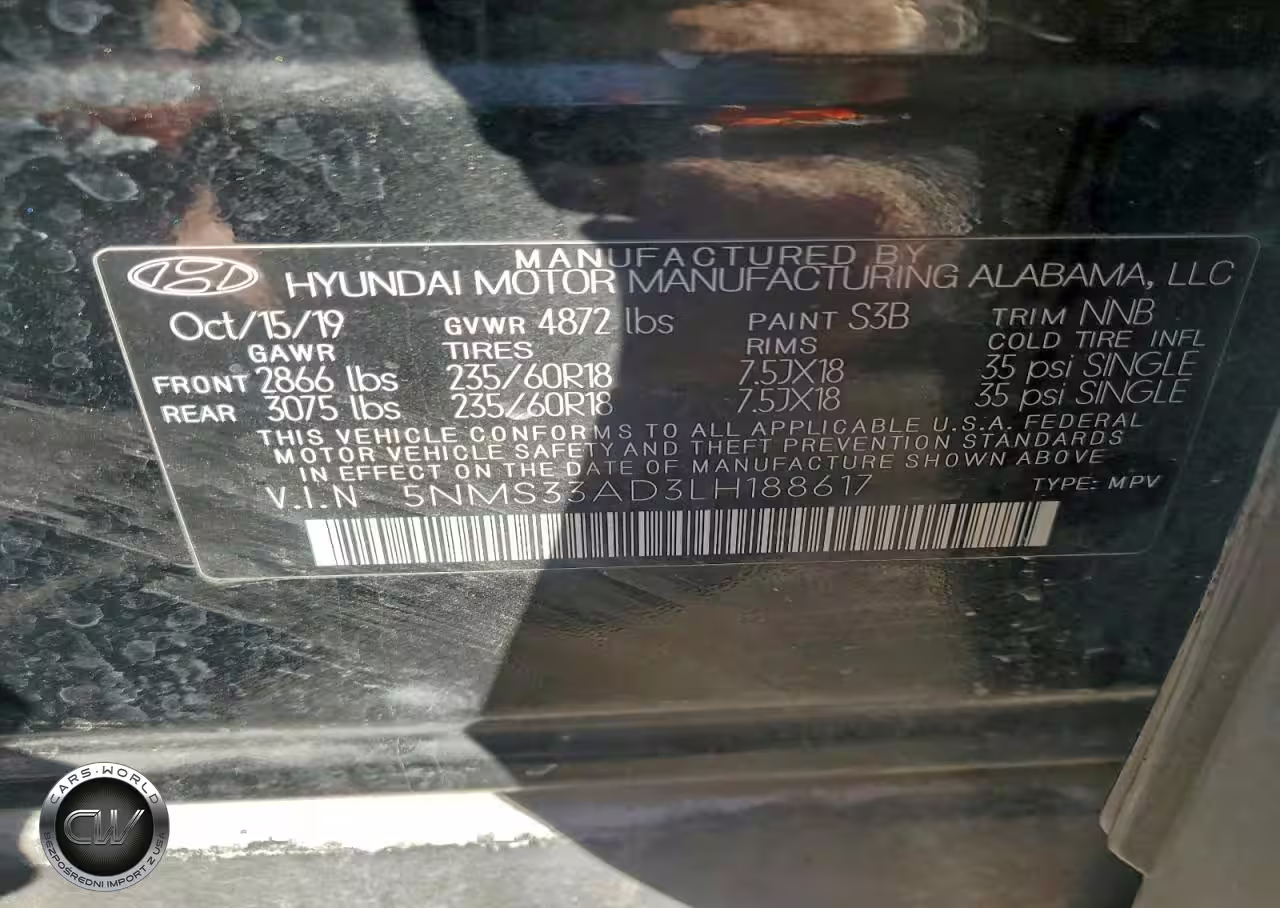 MANUFACTURED BY
HYUNDAI MOTOR MANUFACTURING ALABAMA, LLC
Oct/15/19 GVWR 4872 lbs PAINT S3B TRIM NNB
GAWR TIRES RIMS COLD TIRE INFL
FRONT 2866 lbs 235/60R18 7.5JX18 35 psi SINGLE
REAR 3075 lbs 235/60R18 7.5JX18 35 psi SINGLE
THIS VEHICLE CONFORMS TO ALL APPLICABLE U.S.A. FEDERAL
MOTOR VEHICLE SAFETY AND THEFT PREVENTION STANDARDS
IN EFFECT ON THE DATE OF MANUFACTURE SHOWN ABOVE
V.I.N 5NMS33AD3LH188617 TYPE: MPV
CARS-WORLD
CW
BEZPOŚREDNI IMPORT Z USA